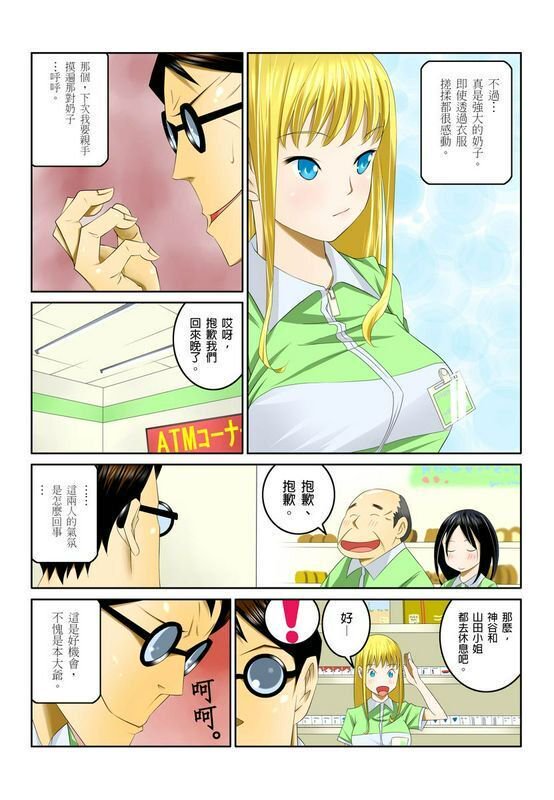 不過…
真是強大的奶子。
即使透過衣服
搓揉都很感動。
那個，下次我要親手
摸遍那對奶子
…呼呼。
哎呀，
抱歉我們
回來晚了。
ATMコーナー
抱歉、
抱歉。
……
這兩人的氣氛
是怎麼回事
……
那麼，
神谷和
山田小姐
都去休息吧。
好—
!
這是好機會，
不愧是本大爺。
呵呵。